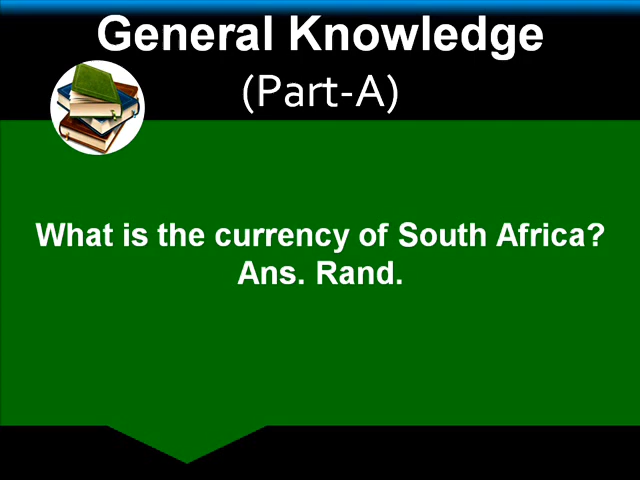 General Knowledge
(Part-A)
What is the currency of South Africa?
Ans. Rand.